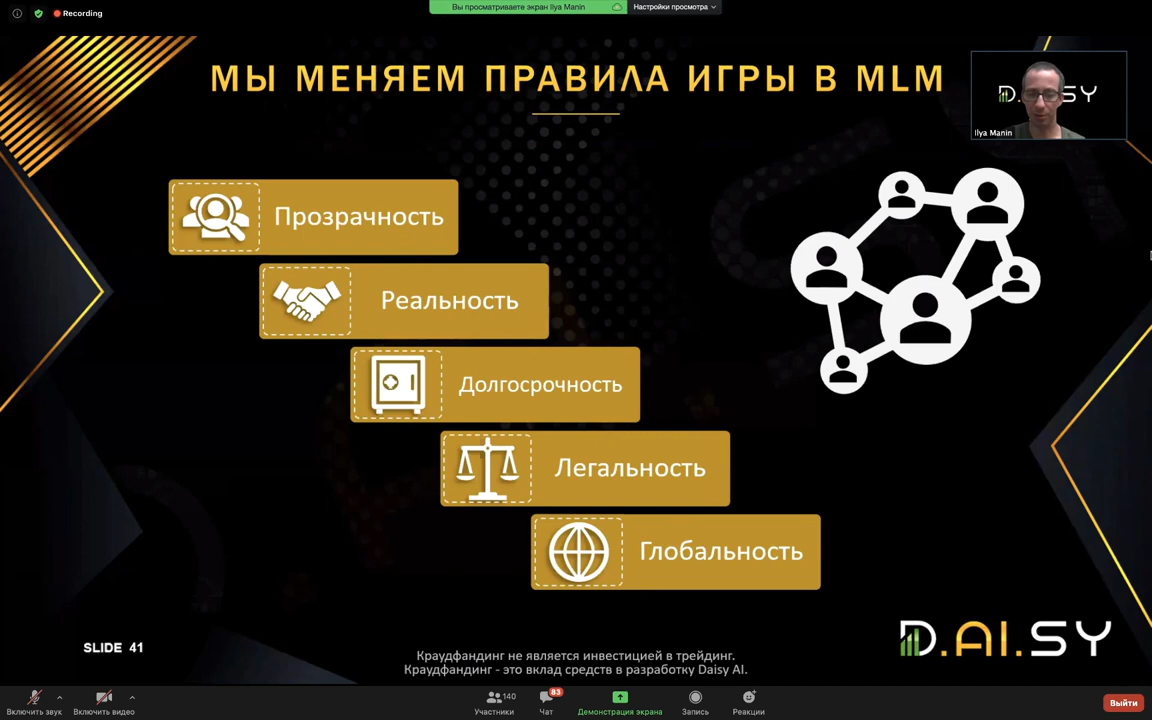 Recording
Вы просматриваете экран Ilya Manin
Настройки просмотра
МЫ МЕНЯЕМ ПРАВИЛА ИГРЫ В MLM
D.AI.SY
Ilya Manin
Прозрачность
Реальность
Долгосрочность
Легальность
Глобальность
SLIDE 41
D.AI.SY
Краудфандинг не является инвестицией в трейдинг.
Краудфандинг - это вклад средств в разработку Daisy AI.
140
83
Включить звук
Включить видео
Участники
Чат
Демонстрация экрана
Запись
Реакции
Выйти